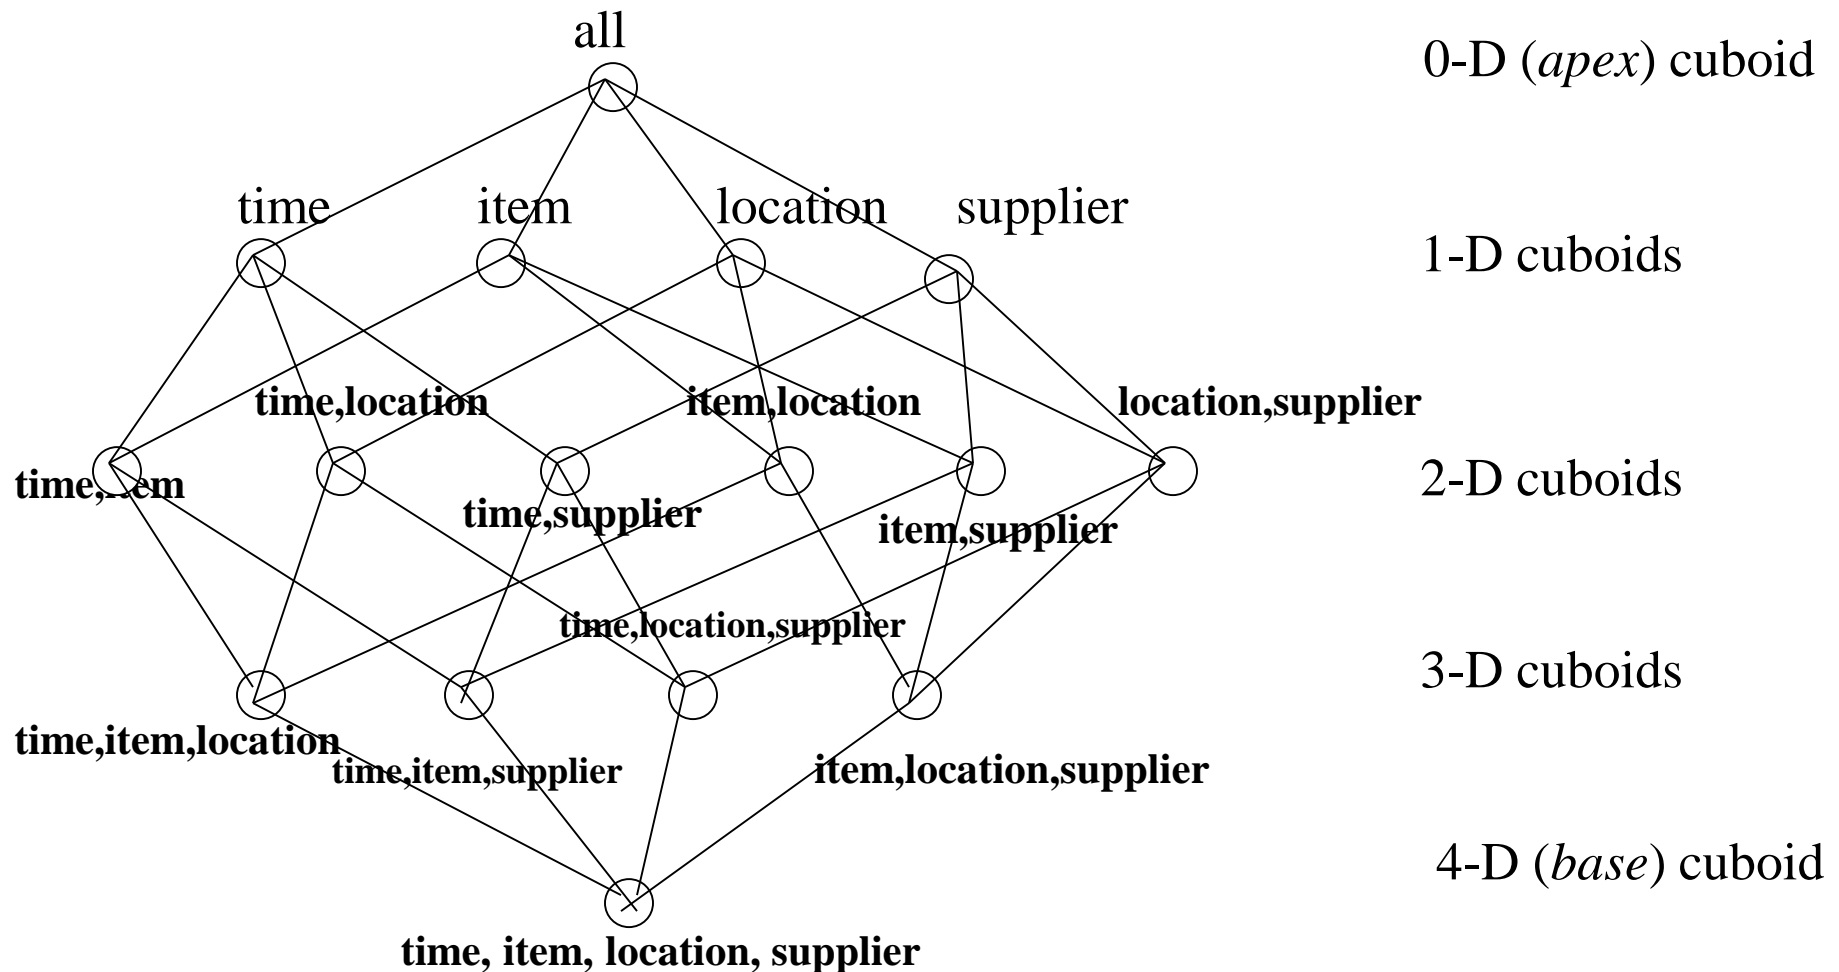 all
0-D (apex) cuboid
time
item
location
supplier
1-D cuboids
time,location
item,location
location,supplier
time,item
time,supplier
item,supplier
2-D cuboids
time,location,supplier
3-D cuboids
time,item,location
time,item,supplier
item,location,supplier
4-D (base) cuboid
time, item, location, supplier